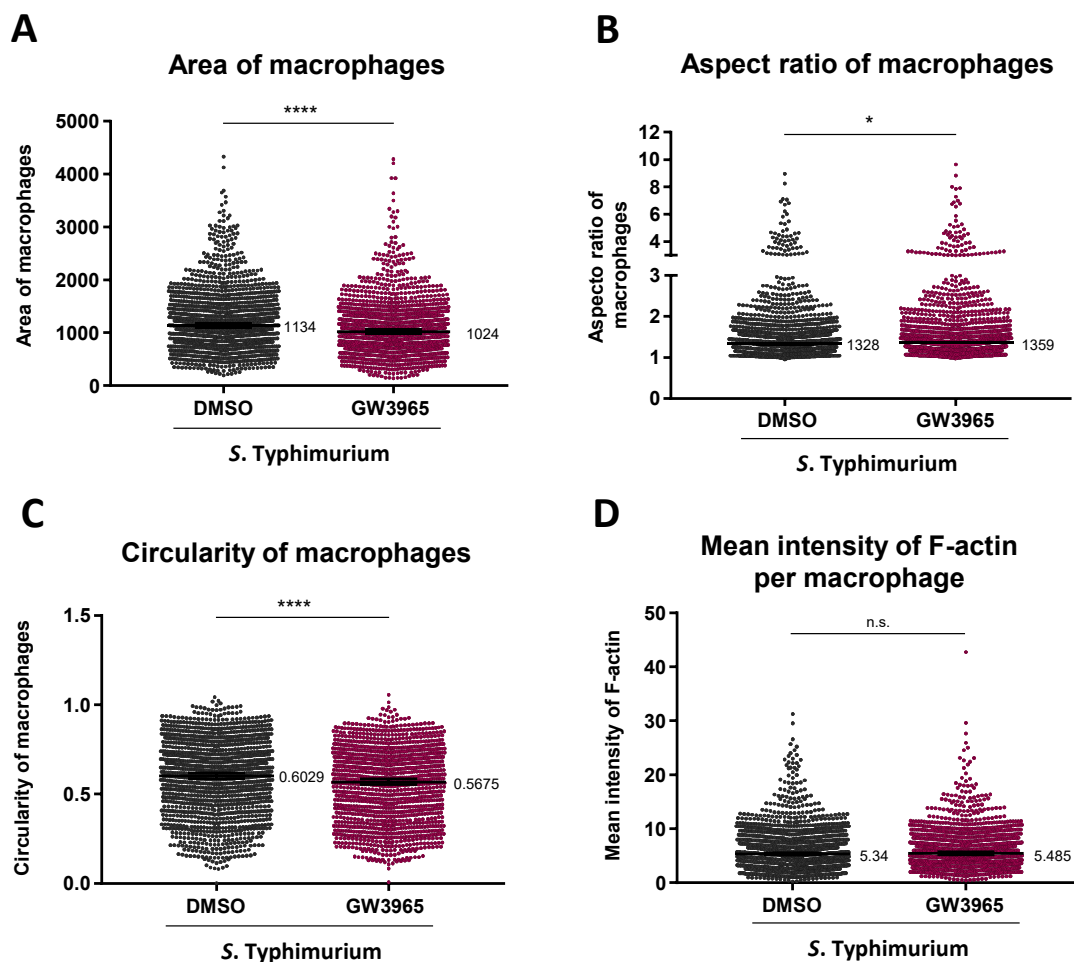 A
Area of macrophages
****
Area of macrophages
5000
4000
3000
2000
1000
0
1134
1024
DMSO
GW3965
S. Typhimurium
B
Aspect ratio of macrophages
*
Aspecto ratio of
macrophages
12
10
8
6
4
3
2
1
0
1328
1359
DMSO
GW3965
S. Typhimurium
C
Circularity of macrophages
****
Circularity of macrophages
1.5
1.0
0.5
0.0
0.6029
0.5675
DMSO
GW3965
S. Typhimurium
D
Mean intensity of F-actin
per macrophage
n.s.
Mean intensity of F-actin
50
40
30
20
10
0
5.34
5.485
DMSO
GW3965
S. Typhimurium